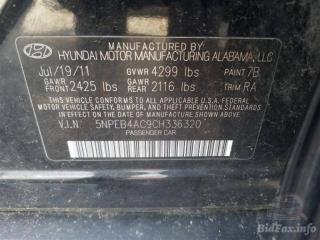 MANUFACTURED BY
HYUNDAI MOTOR MANUFACTURING ALABAMA, LLC
Jul/19/11 GVWR 4299 lbs PAINT 7B
GAWR FRONT 2425 lbs GAWR REAR 2116 lbs TRIM RA
THIS VEHICLE CONFORMS TO ALL APPLICABLE
U.S. FEDERAL MOTOR VEHICLE SAFETY, BUMPER,
AND THEFT PREVENTION STANDARDS IN EFFECT
ON THE DATE OF MANUFACTURE SHOWN ABOVE.
V.I.N. 5NPEB4AC9CH336320
PASSENGER CAR
BidFax.info